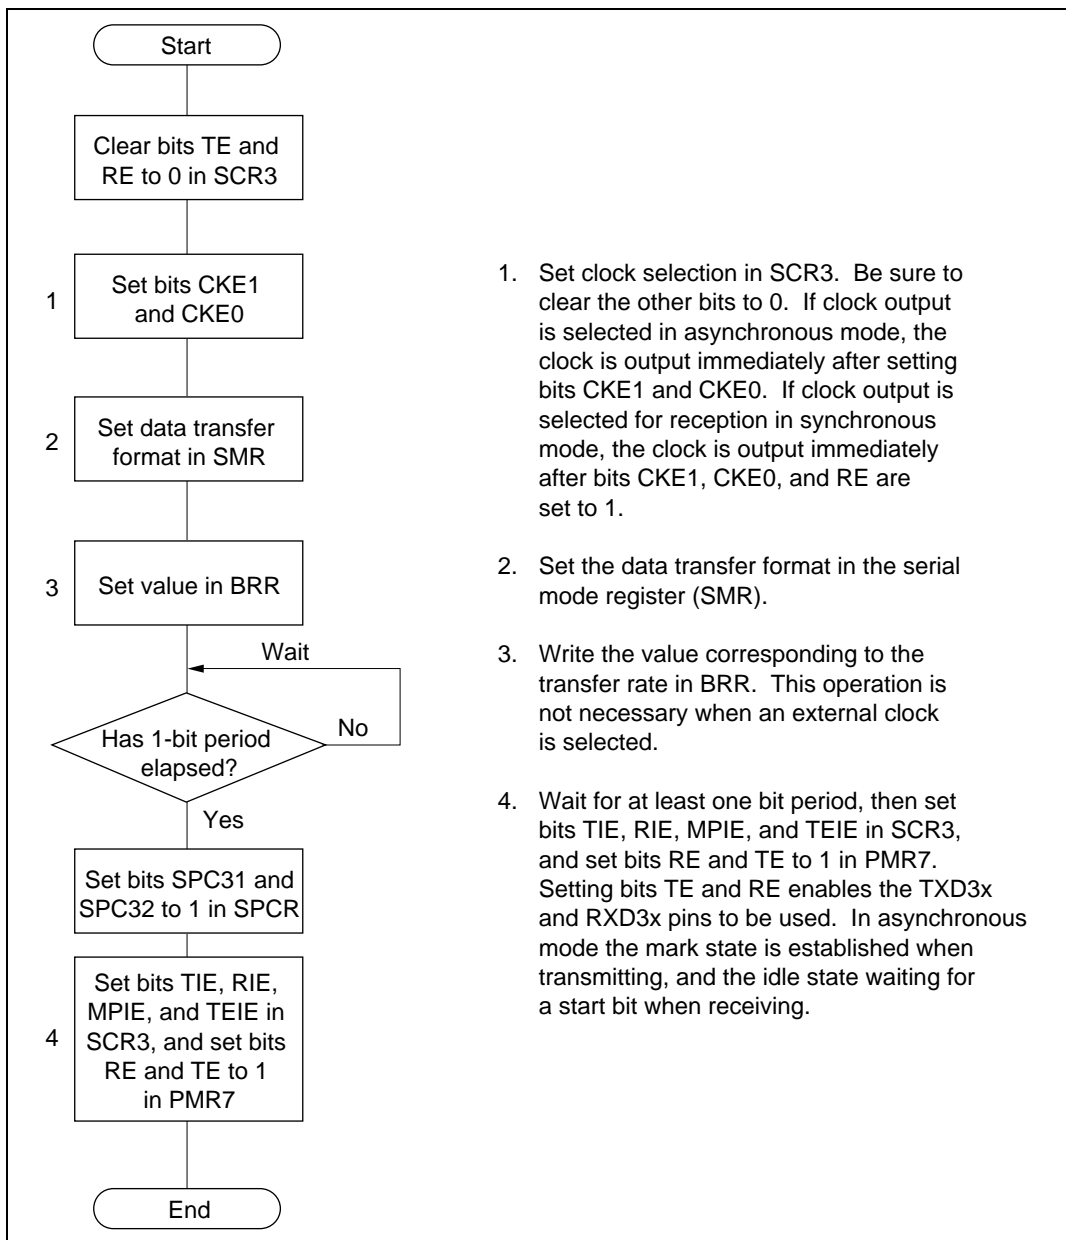 Start
Clear bits TE and
RE to 0 in SCR3
1
Set bits CKE1
and CKE0
2
Set data transfer
format in SMR
3
Set value in BRR
Wait
Has 1-bit period
elapsed?
No
Yes
Set bits SPC31 and
SPC32 to 1 in SPCR
4
Set bits TIE, RIE,
MPIE, and TEIE in
SCR3, and set bits
RE and TE to 1
in PMR7
End
1. Set clock selection in SCR3. Be sure to
clear the other bits to 0. If clock output
is selected in asynchronous mode, the
clock is output immediately after setting
bits CKE1 and CKE0. If clock output is
selected for reception in synchronous
mode, the clock is output immediately
after bits CKE1, CKE0, and RE are
set to 1.
2. Set the data transfer format in the serial
mode register (SMR).
3. Write the value corresponding to the
transfer rate in BRR. This operation is
not necessary when an external clock
is selected.
4. Wait for at least one bit period, then set
bits TIE, RIE, MPIE, and TEIE in SCR3,
and set bits RE and TE to 1 in PMR7.
Setting bits TE and RE enables the TXD3x
and RXD3x pins to be used. In asynchronous
mode the mark state is established when
transmitting, and the idle state waiting for
a start bit when receiving.